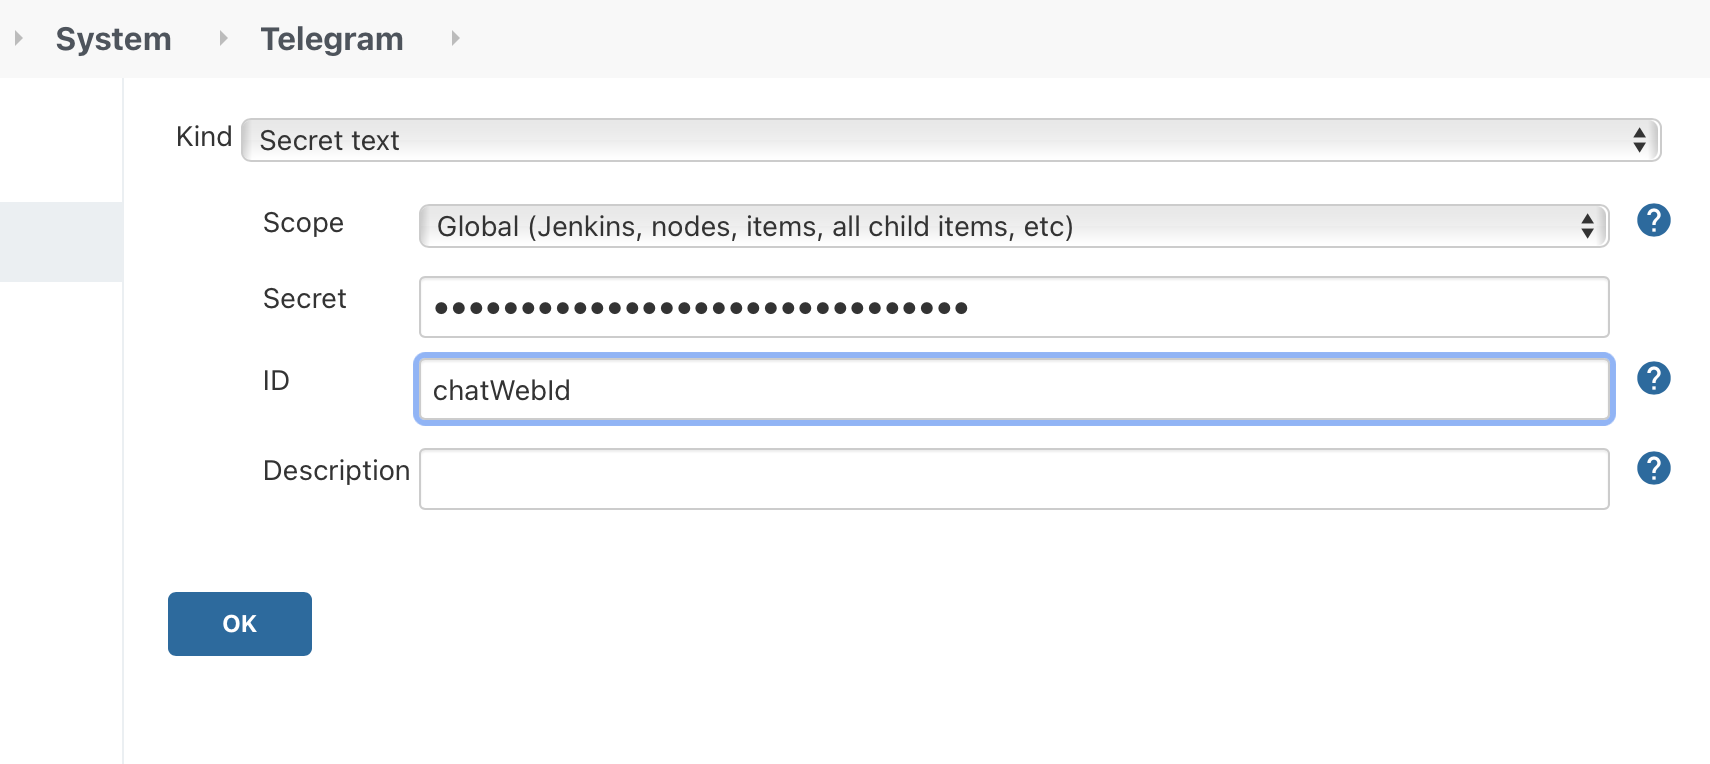 System Telegram
Kind Secret text
Scope Global (Jenkins, nodes, items, all child items, etc) ?
Secret •••••••••••••••••••••••••••••••
ID chatWebId ?
Description ?
OK